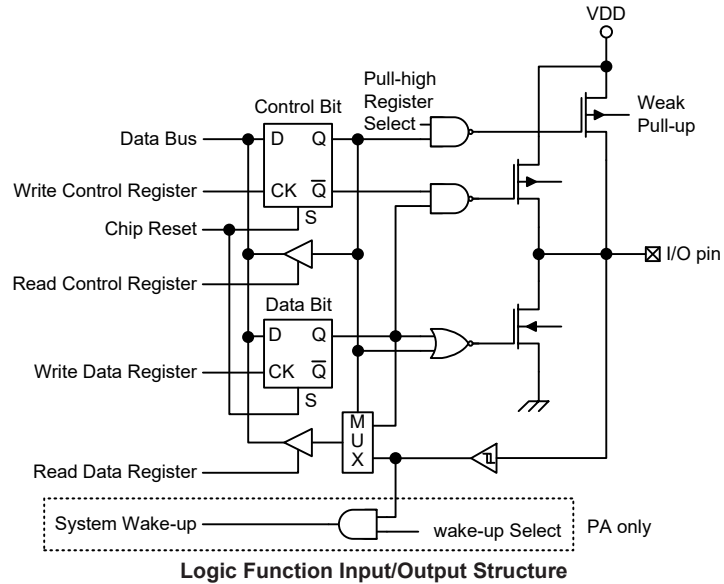 VDD
Pull-high
Register
Select
Weak
Pull-up
Control Bit
Data Bus
D
Q
Write Control Register
CK
Q
S
Chip Reset
I/O pin
Read Control Register
Data Bit
D
Q
Write Data Register
CK
Q
S
M
U
X
Read Data Register
System Wake-up
wake-up Select
PA only
Logic Function Input/Output Structure